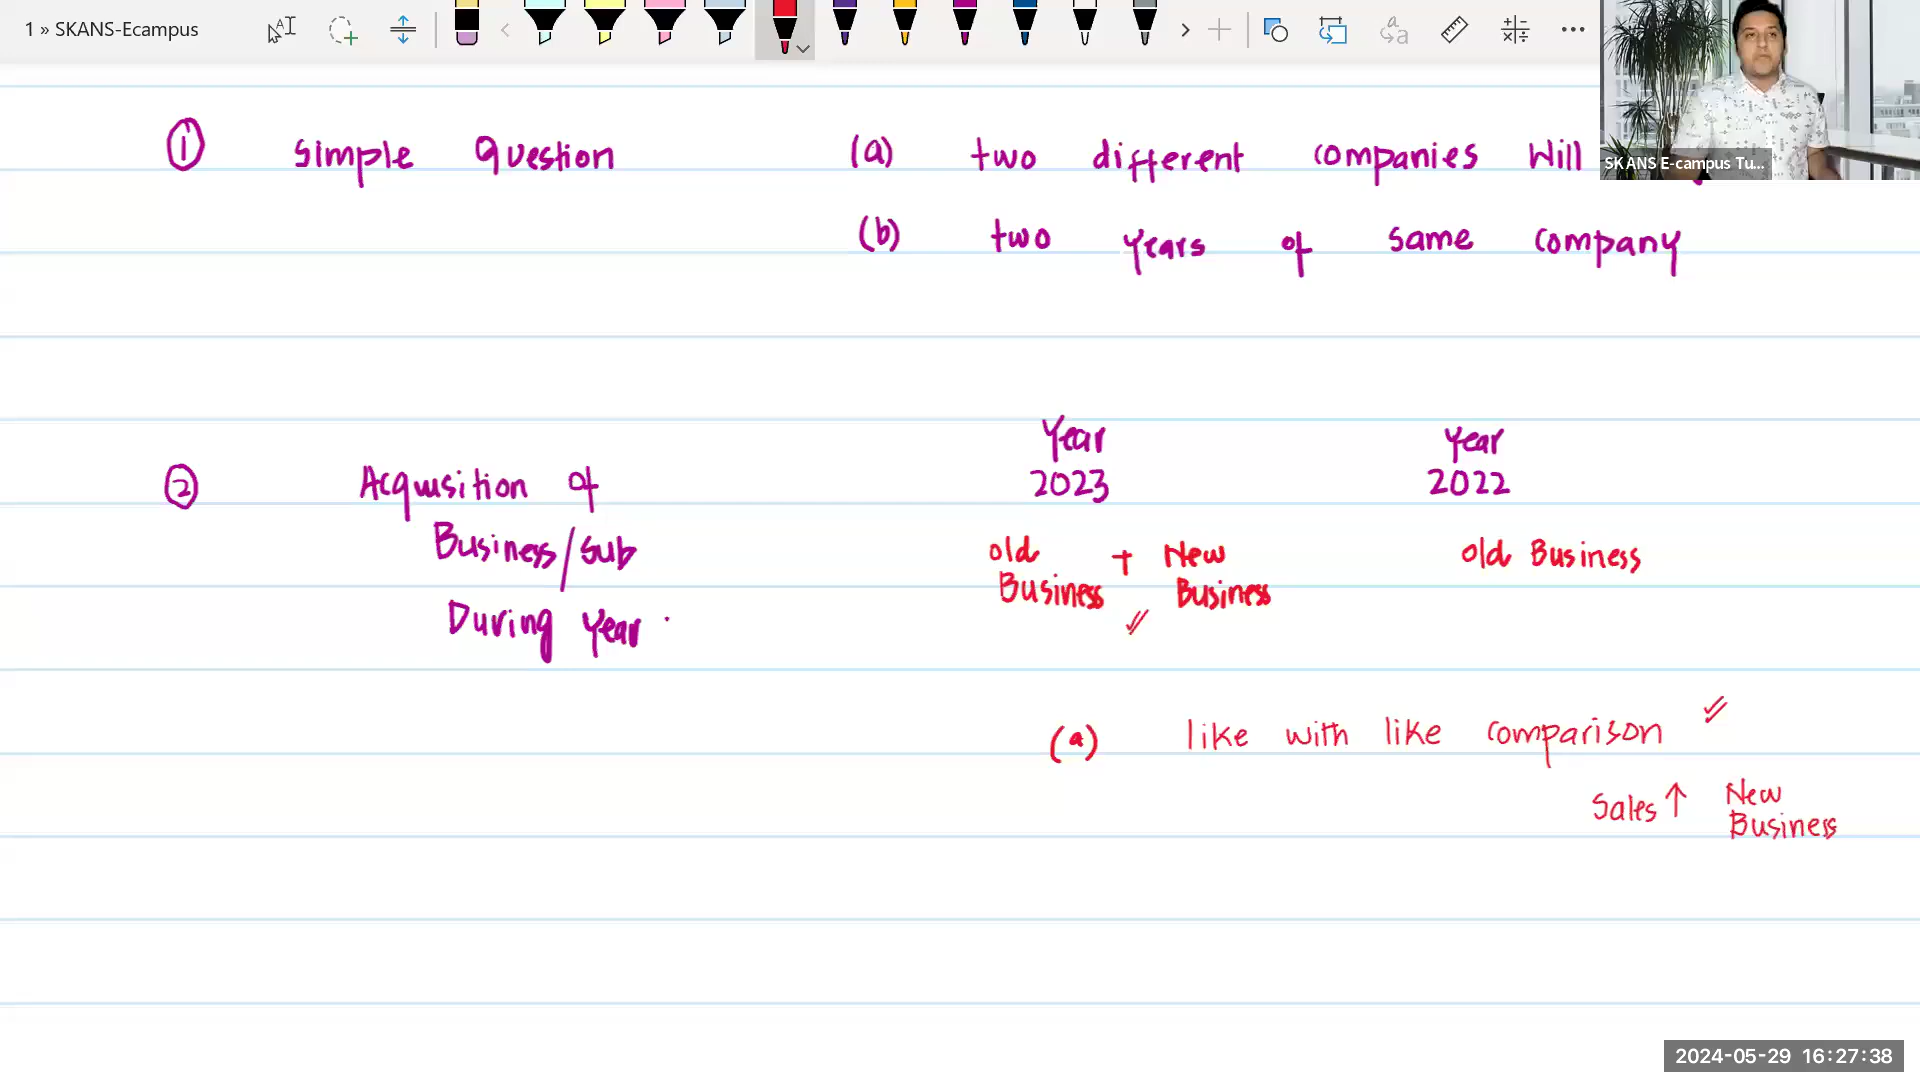 1 » SKANS-Ecampus
SKANS E-campus Tu...
① Simple Question (a) two different companies Will
(b) two years of same company
Year Year
② Acqusition of 2023 2022
Business/Sub old + New old Business
Business Business
During Year
(a) like with like comparison
Sales ↑ New
Business
2024-05-29 16:27:38